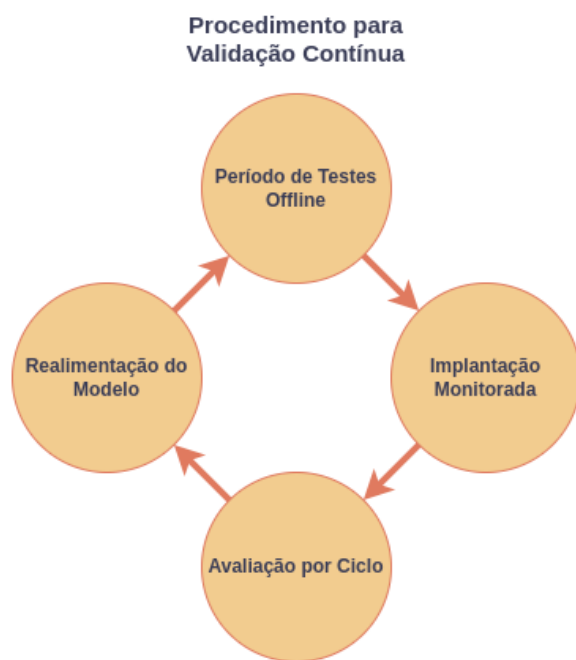 Procedimento para
Validação Contínua
Período de Testes
Offline
Realimentação do
Modelo
Implantação
Monitorada
Avaliação por Ciclo